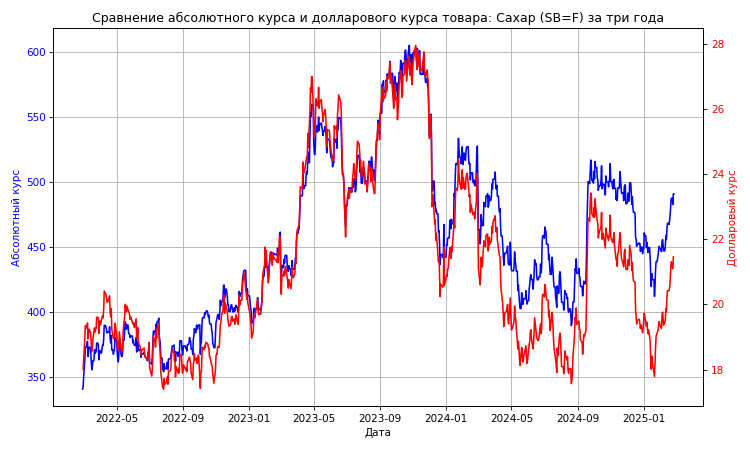 Сравнение абсолютного курса и долларового курса товара: Сахар (SB=F) за три года
Абсолютный курс
600
550
500
450
400
350
28
26
24
22
20
18
Долларовый курс
2022-05 2022-09 2023-01 2023-05 2023-09 2024-01 2024-05 2024-09 2025-01
Дата